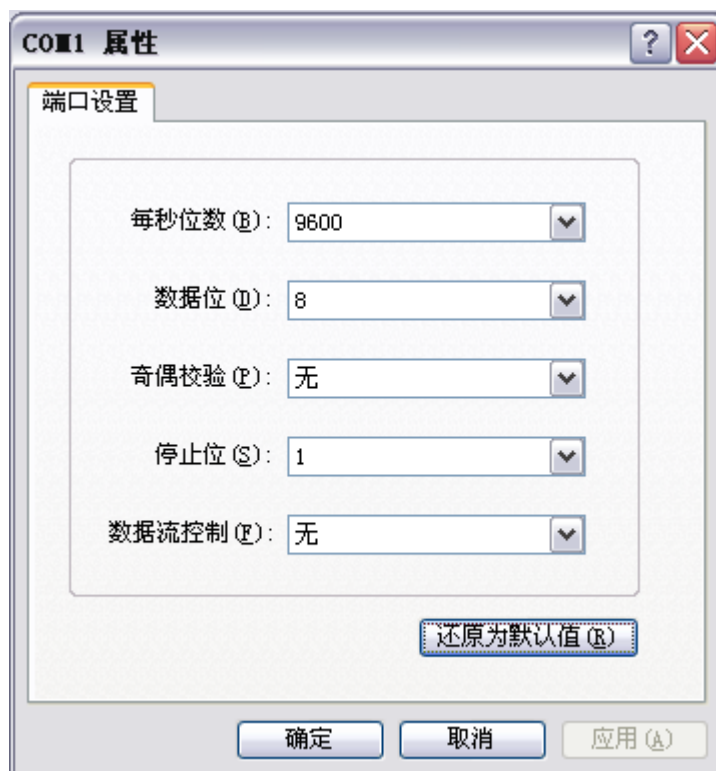 COM1 属性
端口设置
每秒位数(B): 9600
数据位(D): 8
奇偶校验(P): 无
停止位(S): 1
数据流控制(F): 无
还原为默认值(R)
确定 取消 应用(A)